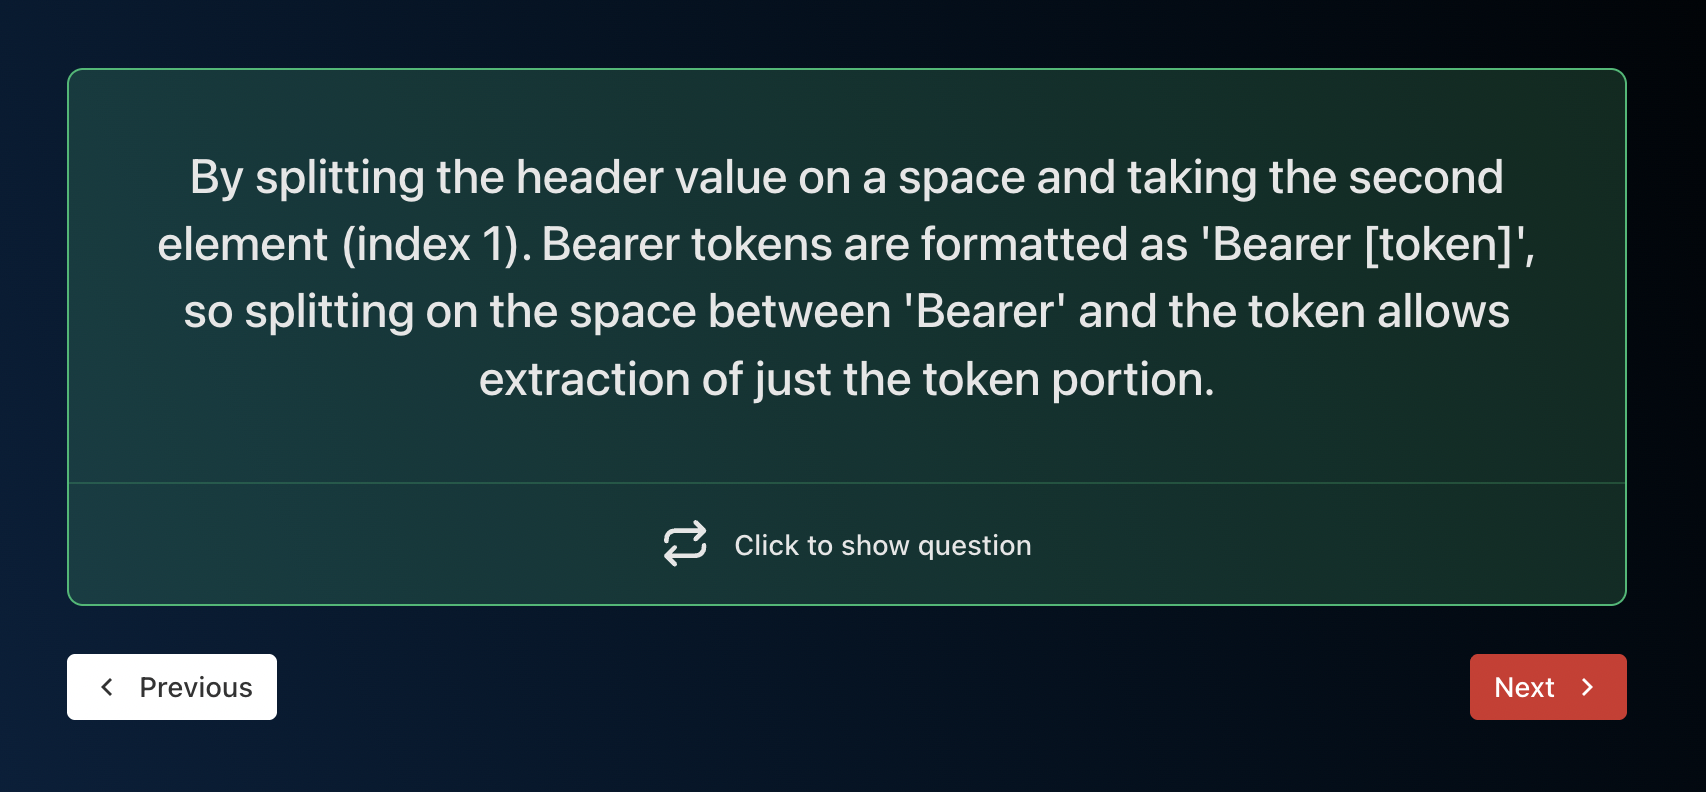 By splitting the header value on a space and taking the second
element (index 1). Bearer tokens are formatted as 'Bearer [token]',
so splitting on the space between 'Bearer' and the token allows
extraction of just the token portion.
Click to show question
Previous
Next